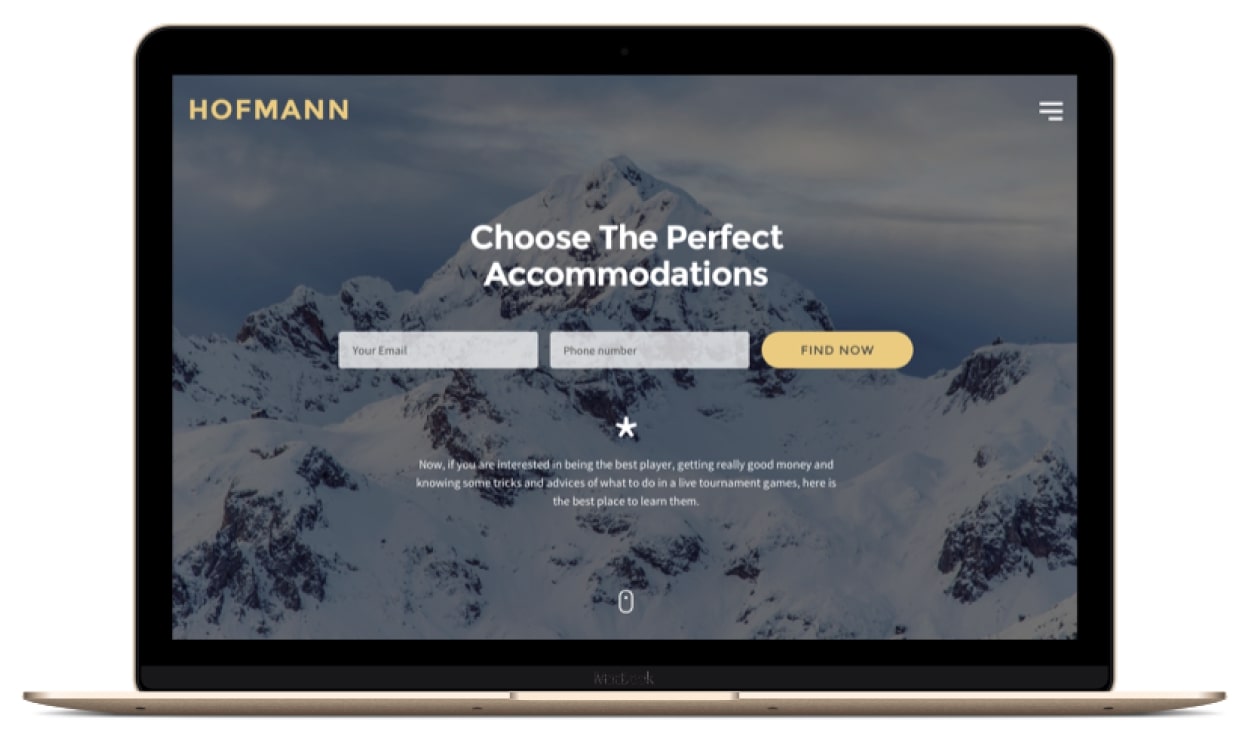 HOFMANN
Choose The Perfect
Accommodations
Your Email
Phone number
FIND NOW
Now, if you are interested in being the best player, getting really good money and
knowing some tricks and advices of what to do in a live tournament games, here is
the best place to learn them.
MacBook